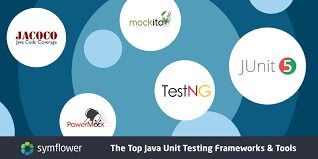 mockito
JACOCO
Java Code Coverage
JUnit 5
TestNG
PowerMock
symflower
The Top Java Unit Testing Frameworks & Tools